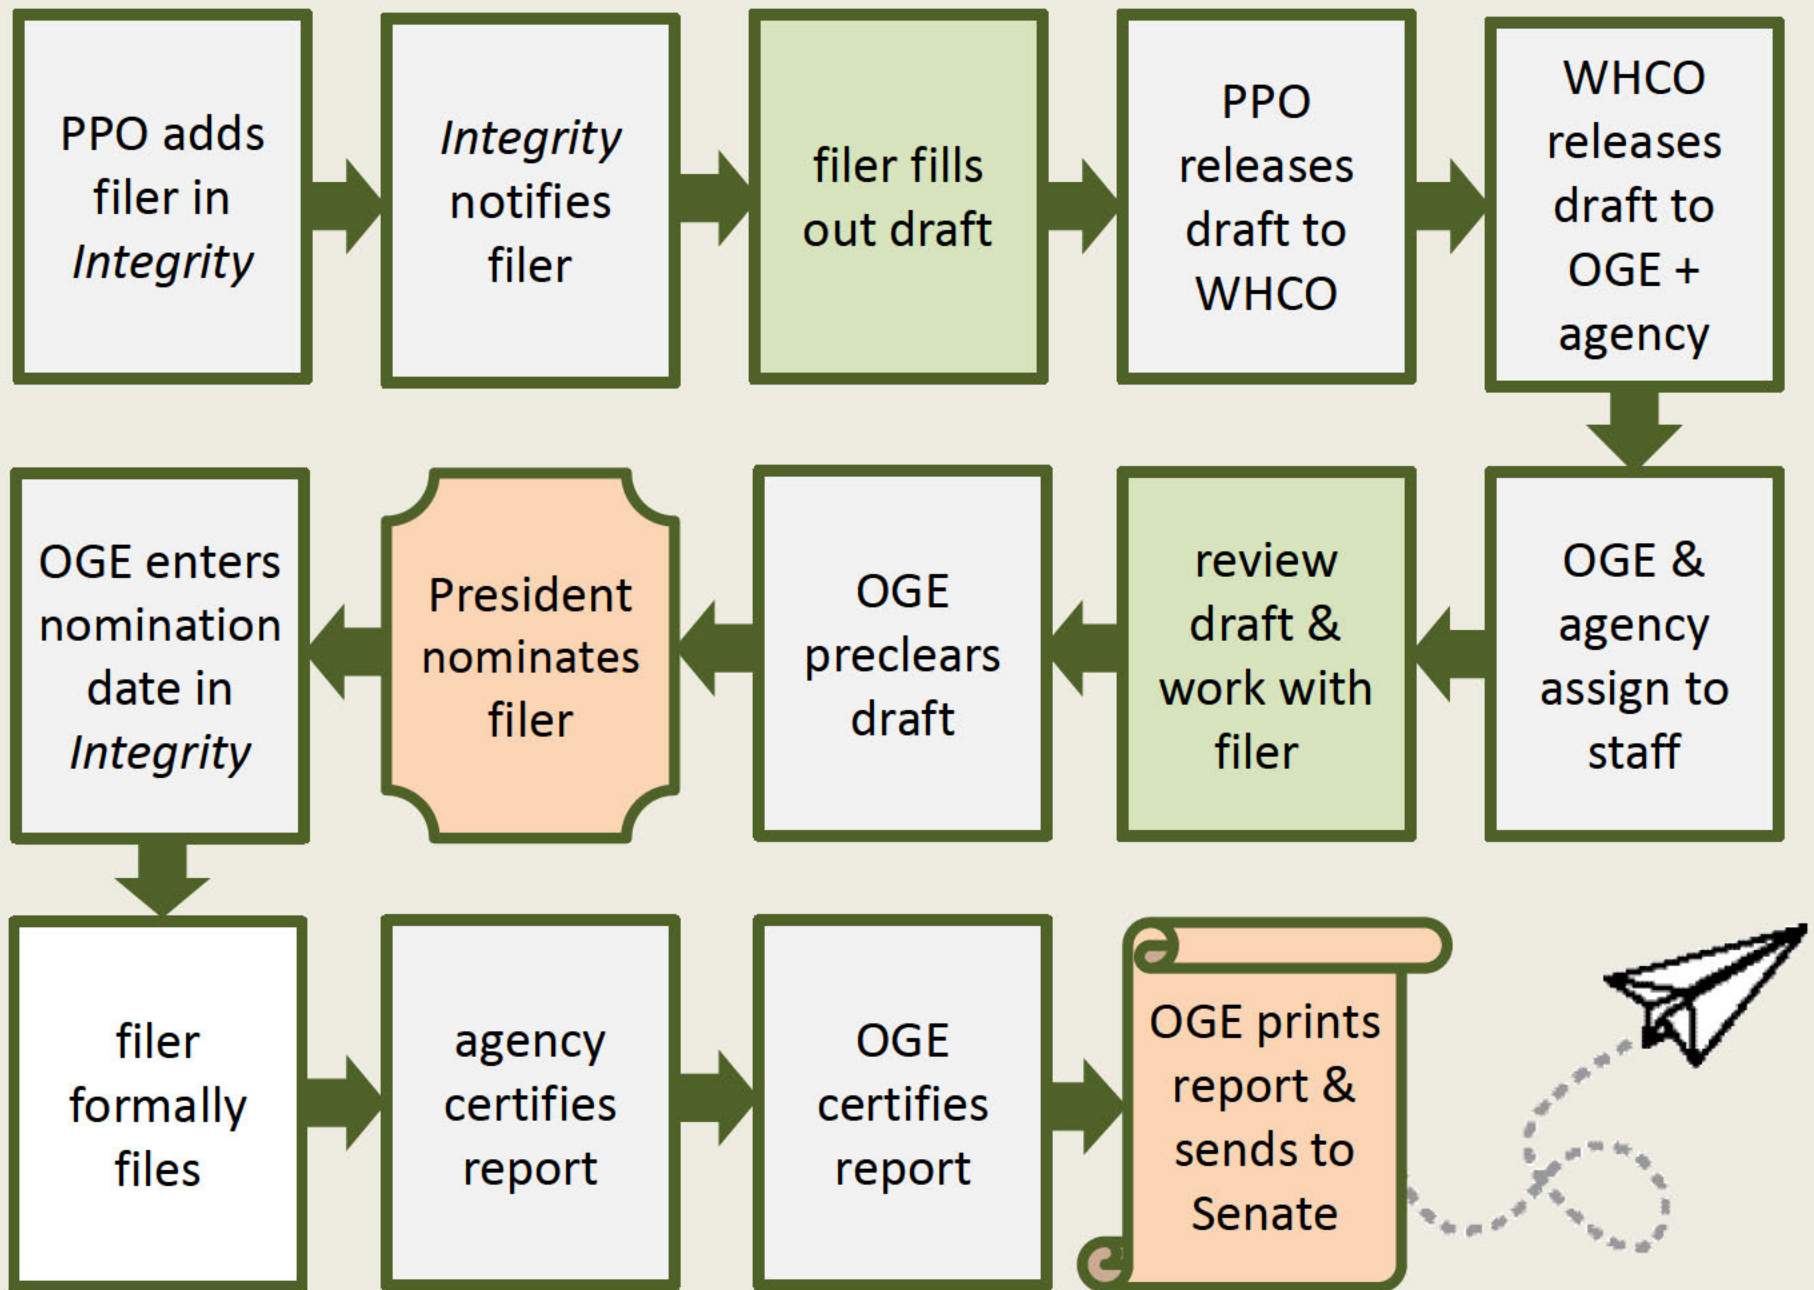 PPO adds
filer in
Integrity
Integrity
notifies
filer
filer fills
out draft
PPO
releases
draft to
WHCO
WHCO
releases
draft to
OGE +
agency
OGE &
agency
assign to
staff
review
draft &
work with
filer
OGE
preclears
draft
President
nominates
filer
OGE enters
nomination
date in
Integrity
filer
formally
files
agency
certifies
report
OGE
certifies
report
OGE prints
report &
sends to
Senate